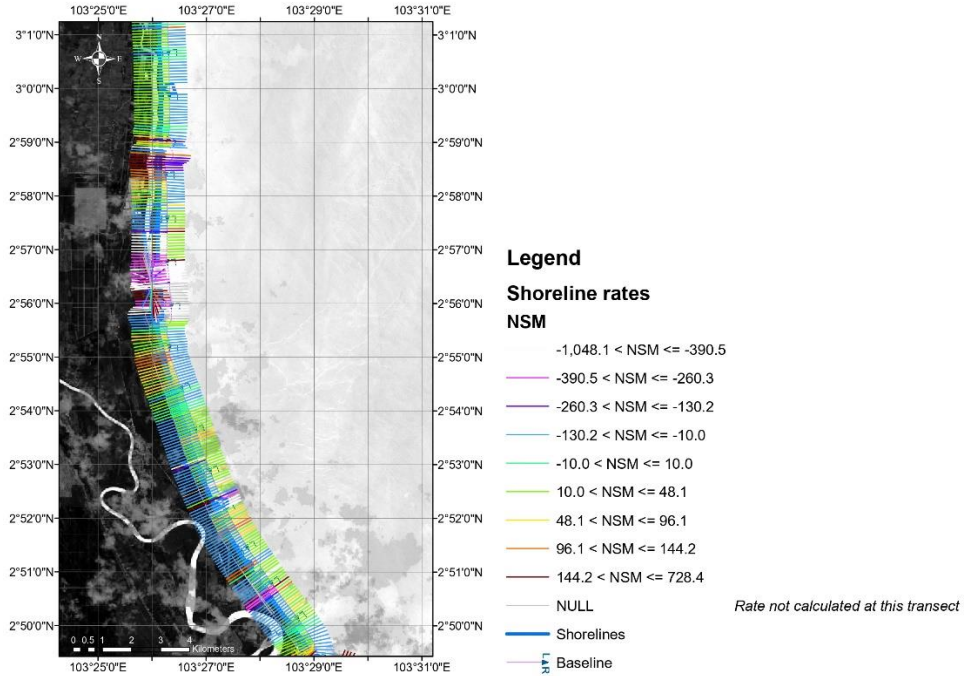 103°25'0"E 103°27'0"E 103°29'0"E 103°31'0"E
N
W E
S
3°1'0"N 3°1'0"N
3°0'0"N 3°0'0"N
2°59'0"N 2°59'0"N
2°58'0"N 2°58'0"N
2°57'0"N 2°57'0"N
2°56'0"N 2°56'0"N
2°55'0"N 2°55'0"N
2°54'0"N 2°54'0"N
2°53'0"N 2°53'0"N
2°52'0"N 2°52'0"N
2°51'0"N 2°51'0"N
2°50'0"N 2°50'0"N
0 0.5 1 2 3 4
Kilometers
103°25'0"E 103°27'0"E 103°29'0"E 103°31'0"E
Legend
Shoreline rates
NSM
-1,048.1 < NSM <= -390.5
-390.5 < NSM <= -260.3
-260.3 < NSM <= -130.2
-130.2 < NSM <= -10.0
-10.0 < NSM <= 10.0
10.0 < NSM <= 48.1
48.1 < NSM <= 96.1
96.1 < NSM <= 144.2
144.2 < NSM <= 728.4
NULL Rate not calculated at this transect
Shorelines
L R Baseline